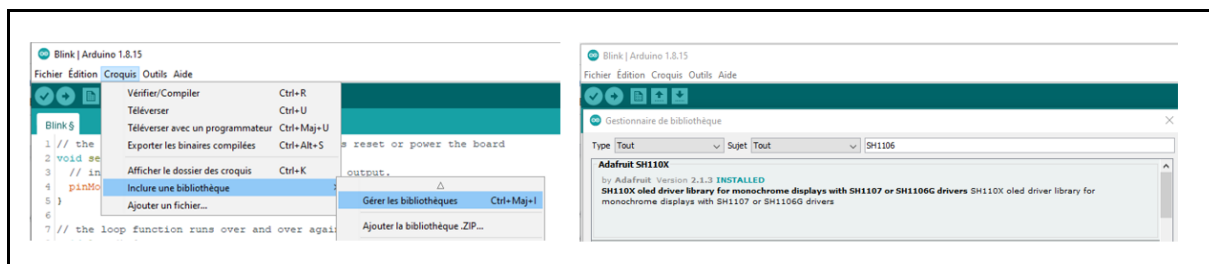 Blink | Arduino 1.8.15
Fichier Édition Croquis Outils Aide
Vérifier/Compiler Ctrl+R
Téléverser Ctrl+U
Téléverser avec un programmateur Ctrl+Maj+U
Exporter les binaires compilées Ctrl+Alt+S
Afficher le dossier des croquis Ctrl+K
Inclure une bibliothèque
Ajouter un fichier...
Gérer les bibliothèques Ctrl+Maj+I
Ajouter la bibliothèque .ZIP...
Blink §
1 // the s reset or power the board
2 void se
3 // in output.
4 pinMo
5 }
6
7 // the loop function runs over and over agai
Blink | Arduino 1.8.15
Fichier Édition Croquis Outils Aide
Gestionnaire de bibliothèque
Type Tout Sujet Tout SH1106
Adafruit SH110X
by Adafruit Version 2.1.3 INSTALLED
SH110X oled driver library for monochrome displays with SH1107 or SH1106G drivers SH110X oled driver library for
monochrome displays with SH1107 or SH1106G drivers